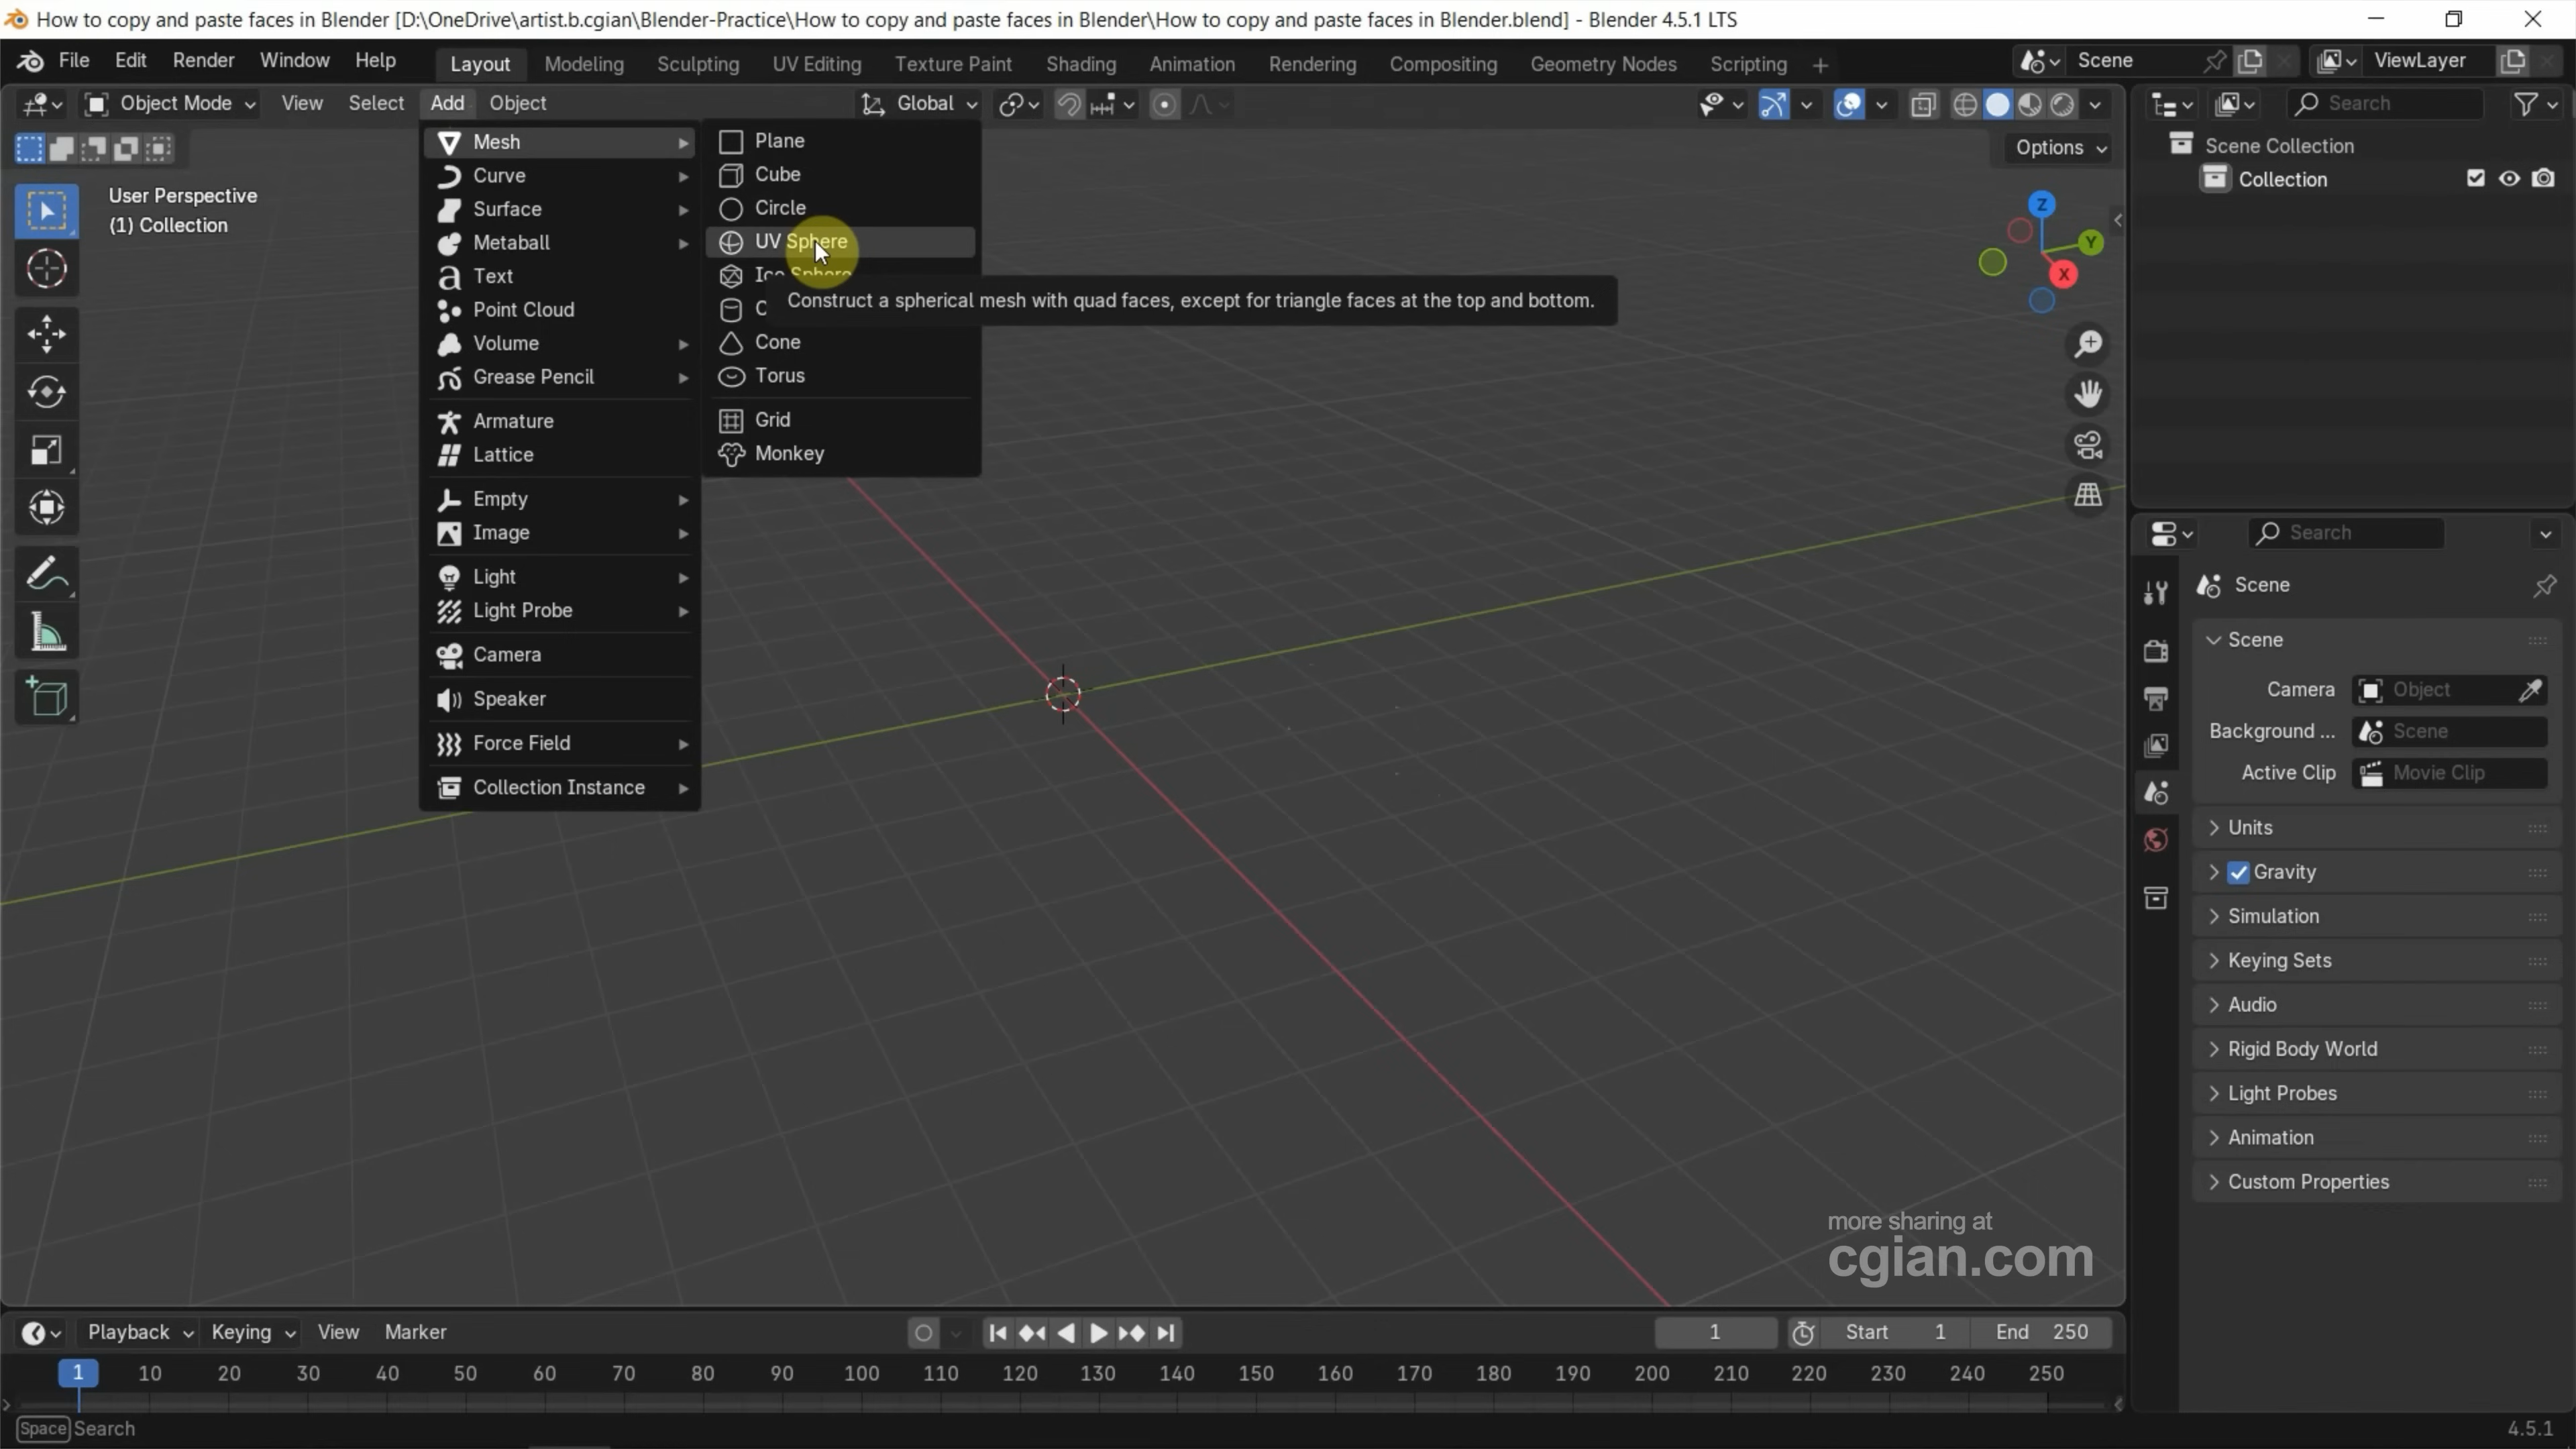 How to copy and paste faces in Blender [D:\OneDrive\artist.b.cgian\Blender-Practice\How to copy and paste faces in Blender\How to copy and paste faces in Blender.blend] - Blender 4.5.1 LTS
File Edit Render Window Help Layout Modeling Sculpting UV Editing Texture Paint Shading Animation Rendering Compositing Geometry Nodes Scripting + Scene ViewLayer
Object Mode View Select Add Object Global Search
Options
User Perspective
(1) Collection
Mesh
Curve
Surface
Metaball
Text
Point Cloud
Volume
Grease Pencil
Armature
Lattice
Empty
Image
Light
Light Probe
Camera
Speaker
Force Field
Collection Instance
Plane
Cube
Circle
UV Sphere
Ico Sphere
Construct a spherical mesh with quad faces, except for triangle faces at the top and bottom.
Cone
Torus
Grid
Monkey
Z
Y
X
Scene Collection
Collection
Search
Scene
Scene
Camera Object
Background ... Scene
Active Clip Movie Clip
Units
Gravity
Simulation
Keying Sets
Audio
Rigid Body World
Light Probes
Animation
Custom Properties
more sharing at
cgian.com
Playback Keying View Marker 1 Start 1 End 250
1 10 20 30 40 50 60 70 80 90 100 110 120 130 140 150 160 170 180 190 200 210 220 230 240 250
Space Search 4.5.1